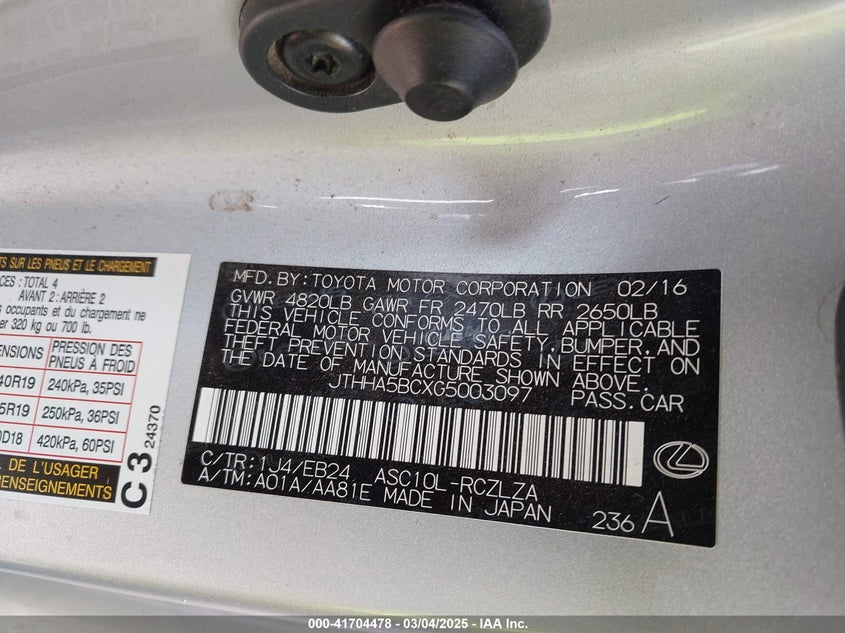 TS SUR LES PNEUS ET LE CHARGEMENT
CES : TOTAL 4
AVANT 2 : ARRIÈRE 2
occupants et du chargement ne
er 320 kg ou 700 lb.
ENSIONS PRESSION DES PNEUS À FROID
40R19 240kPa, 35PSI
5R19 250kPa, 36PSI
0D18 420kPa, 60PSI
L DE L'USAGER
RENSEIGNEMENTS
C 3 24370
MFD. BY: TOYOTA MOTOR CORPORATION 02/16
GVWR 4820LB GAWR FR 2470LB RR 2650LB
THIS VEHICLE CONFORMS TO ALL APPLICABLE
FEDERAL MOTOR VEHICLE SAFETY, BUMPER, AND
THEFT PREVENTION STANDARDS IN EFFECT ON
THE DATE OF MANUFACTURE SHOWN ABOVE.
JTHHA5BCXG5003097 PASS. CAR
C/TR: 1J4/EB24 ASC10L-RCZLZA
A/TM: A01A/AA81E MADE IN JAPAN
236 A
000-41704478 - 03/04/2025 - IAA Inc.